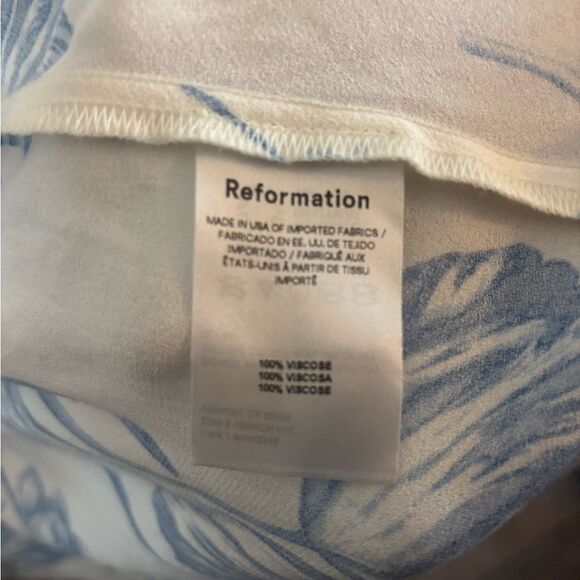 Reformation
MADE IN USA OF IMPORTED FABRICS /
FABRICADO EN EE. UU. DE TEJIDO
IMPORTADO / FABRIQUÉ AUX
ÉTATS-UNIS À PARTIR DE TISSU
IMPORTÉ
100% VISCOSE
100% VISCOSA
100% VISCOSE